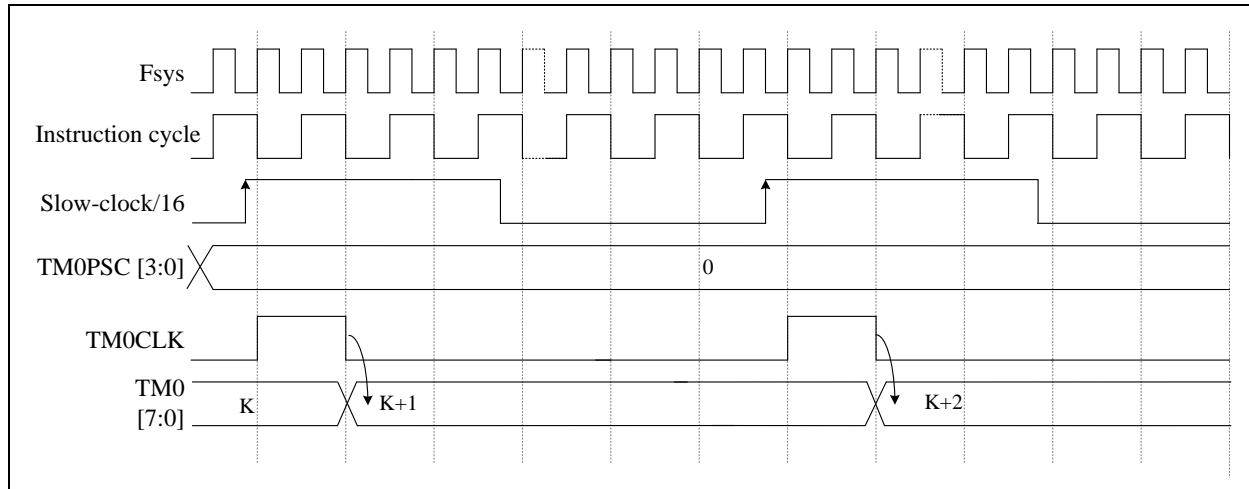 Fsys
Instruction cycle
Slow-clock/16
TM0PSC [3:0]
0
TM0CLK
TM0
[7:0]
K
K+1
K+2